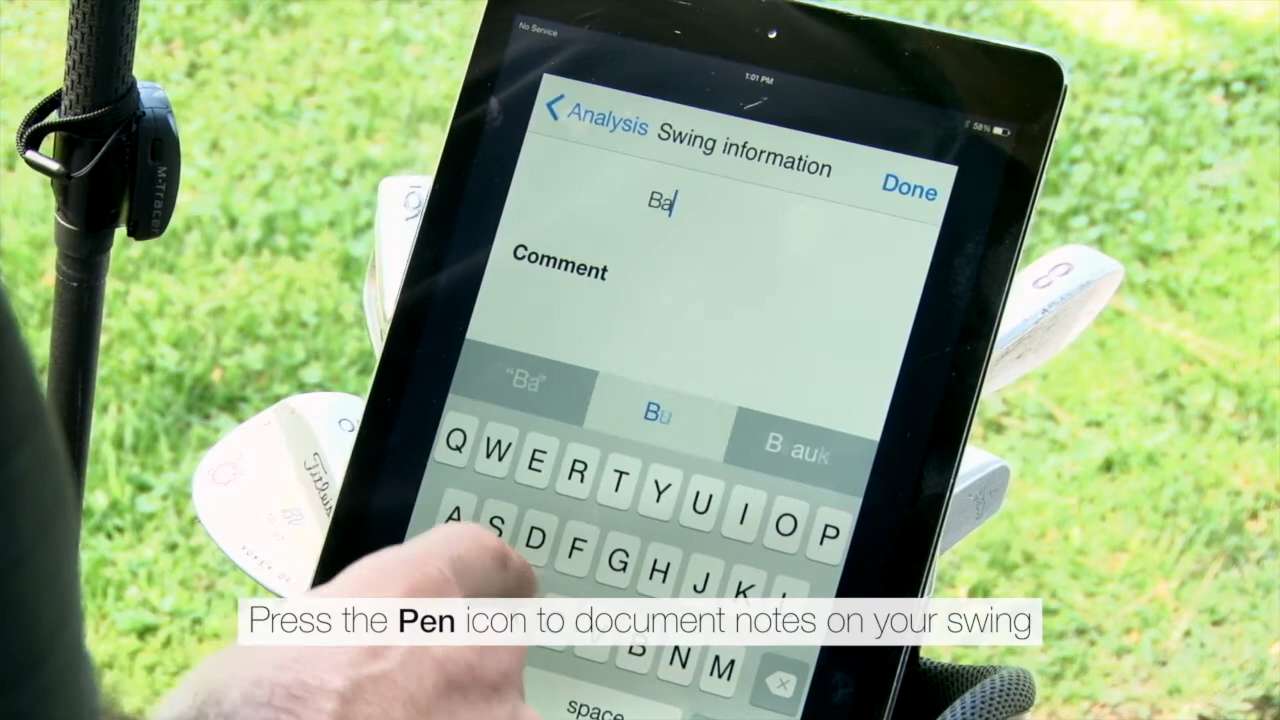 No Service
1:01 PM
58%
Analysis
Swing information
Done
Ba
Comment
"Ba"
Bu
Q W E R T Y U I O P
A S D F G H J K L
B N M
space
M-Tracer
Titleist
8
Press the Pen icon to document notes on your swing